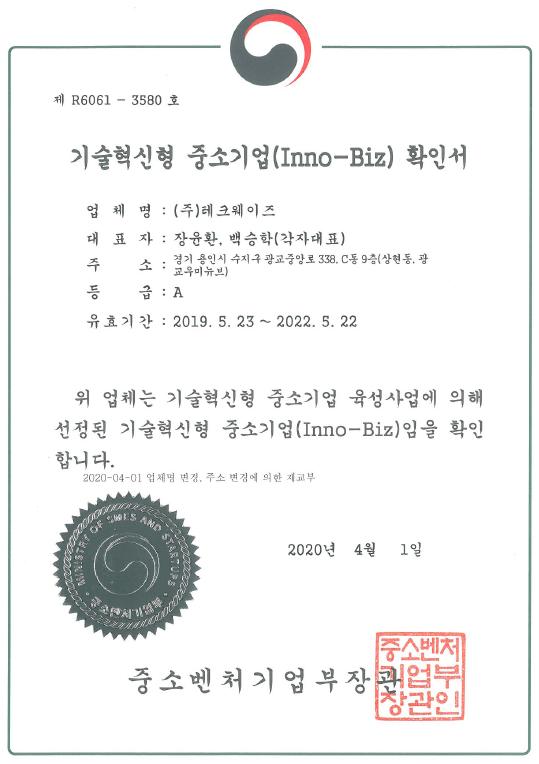 제 R6061 - 3580 호
기술혁신형 중소기업(Inno-Biz) 확인서
업 체 명 : (주)테크웨이즈
대 표 자 : 장윤환, 백승학(각자대표)
주 소 : 경기 용인시 수지구 광교중앙로 338, C동 9층(상현동, 광
교우미뉴브)
등 급 : A
유효기간 : 2019. 5. 23 ~ 2022. 5. 22
위 업체는 기술혁신형 중소기업 육성사업에 의해
선정된 기술혁신형 중소기업(Inno-Biz)임을 확인
합니다.
2020-04-01 업체명 변경, 주소 변경에 의한 재교부
MINISTRY OF SMES AND STARTUPS
중소벤처기업부
2020년 4월 1일
중소벤처기업부장관
중소벤처
기업부
장관인